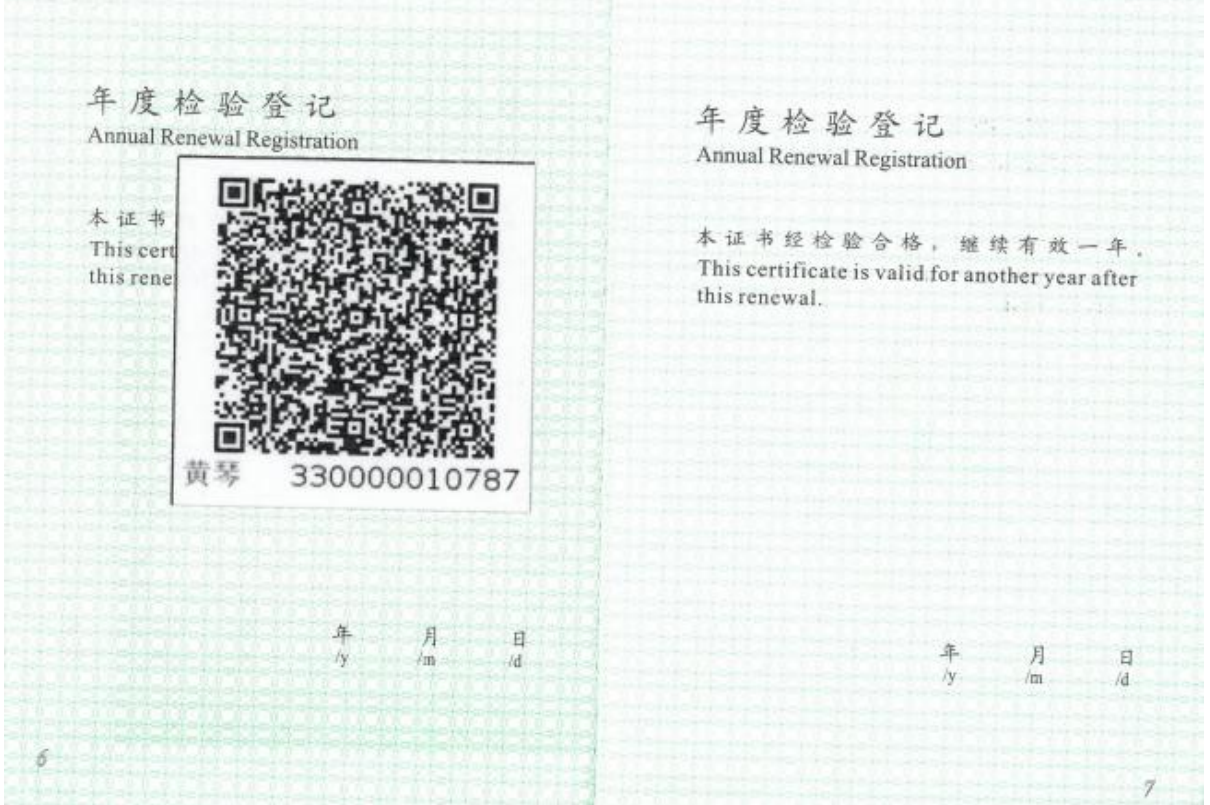 年度检验登记
Annual Renewal Registration
本证书
This cert
this rene
黄琴 330000010787
年 月 日
/y /m /d
6
年度检验登记
Annual Renewal Registration
本证书经检验合格，继续有效一年．
This certificate is valid for another year after
this renewal.
年 月 日
/y /m /d
7